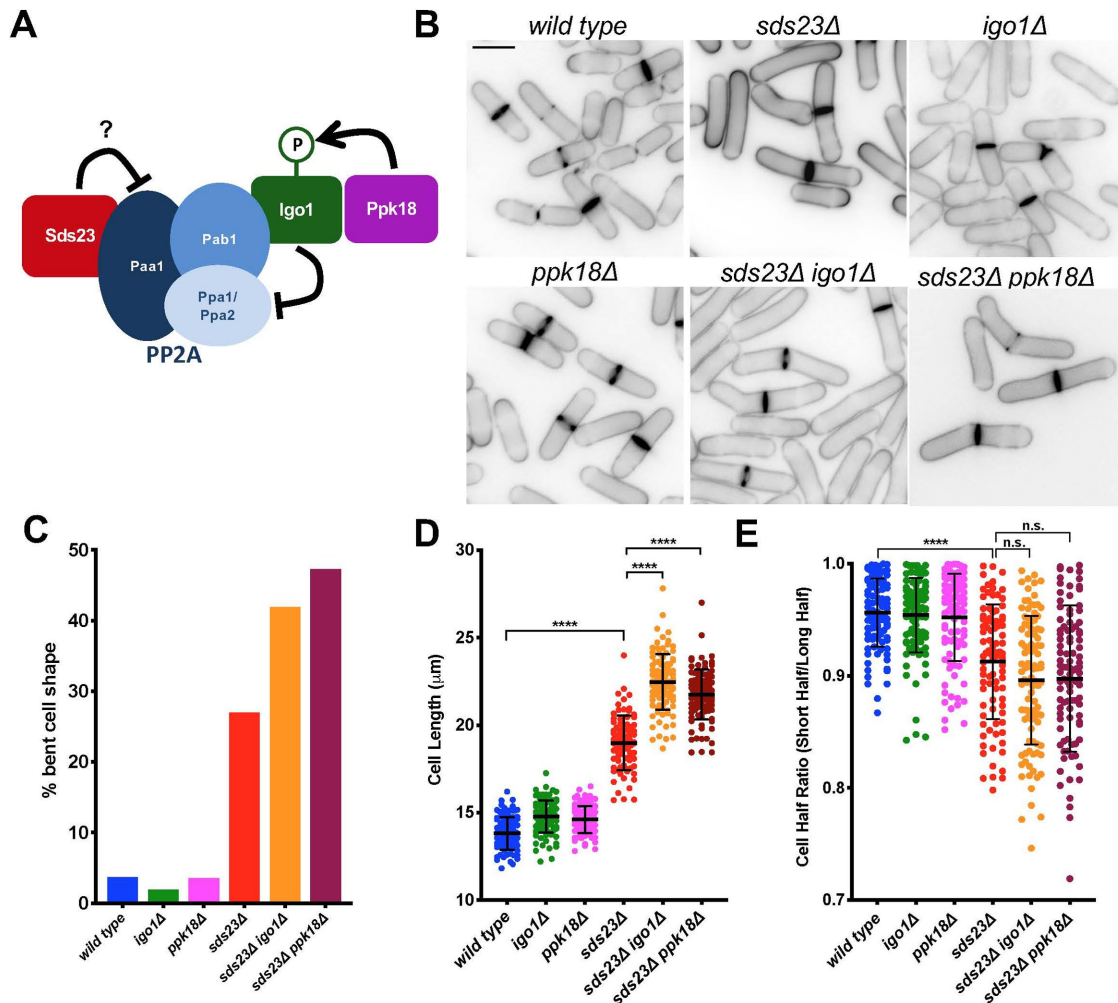 A
?
P
Sds23
Paa1
Pab1
Igo1
Ppk18
Ppa1/
Ppa2
PP2A
B
wild type
sds23Δ
igo1Δ
ppk18Δ
sds23Δ igo1Δ
sds23Δ ppk18Δ
C
% bent cell shape
50
40
30
20
10
0
wild type
igo1Δ
ppk18Δ
sds23Δ
sds23Δ igo1Δ
sds23Δ ppk18Δ
D
Cell Length (μm)
30
25
20
15
10
****
****
****
wild type
igo1Δ
ppk18Δ
sds23Δ
sds23Δ igo1Δ
sds23Δ ppk18Δ
E
Cell Half Ratio (Short Half/Long Half)
1.0
0.9
0.8
0.7
****
n.s.
n.s.
wild type
igo1Δ
ppk18Δ
sds23Δ
sds23Δ igo1Δ
sds23Δ ppk18Δ